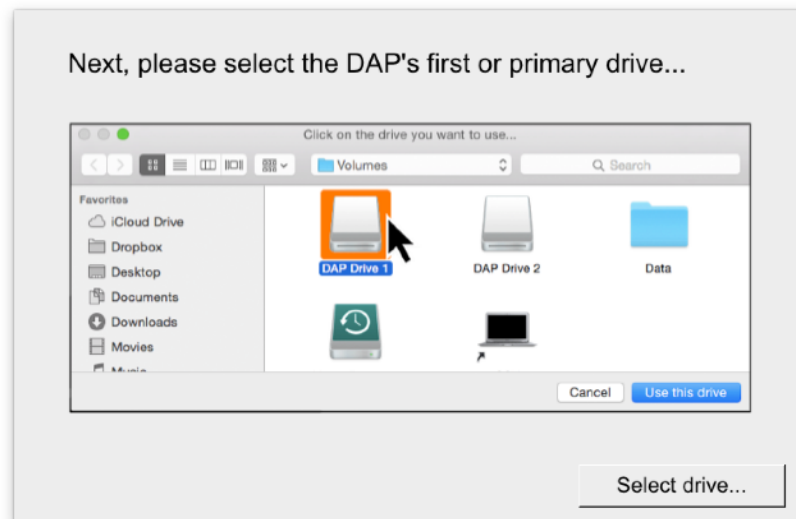 Next, please select the DAP's first or primary drive...
Click on the drive you want to use...
Volumes
Search
Favorites
iCloud Drive
Dropbox
Desktop
Documents
Downloads
Movies
Music
DAP Drive 1
DAP Drive 2
Data
Cancel
Use this drive
Select drive...